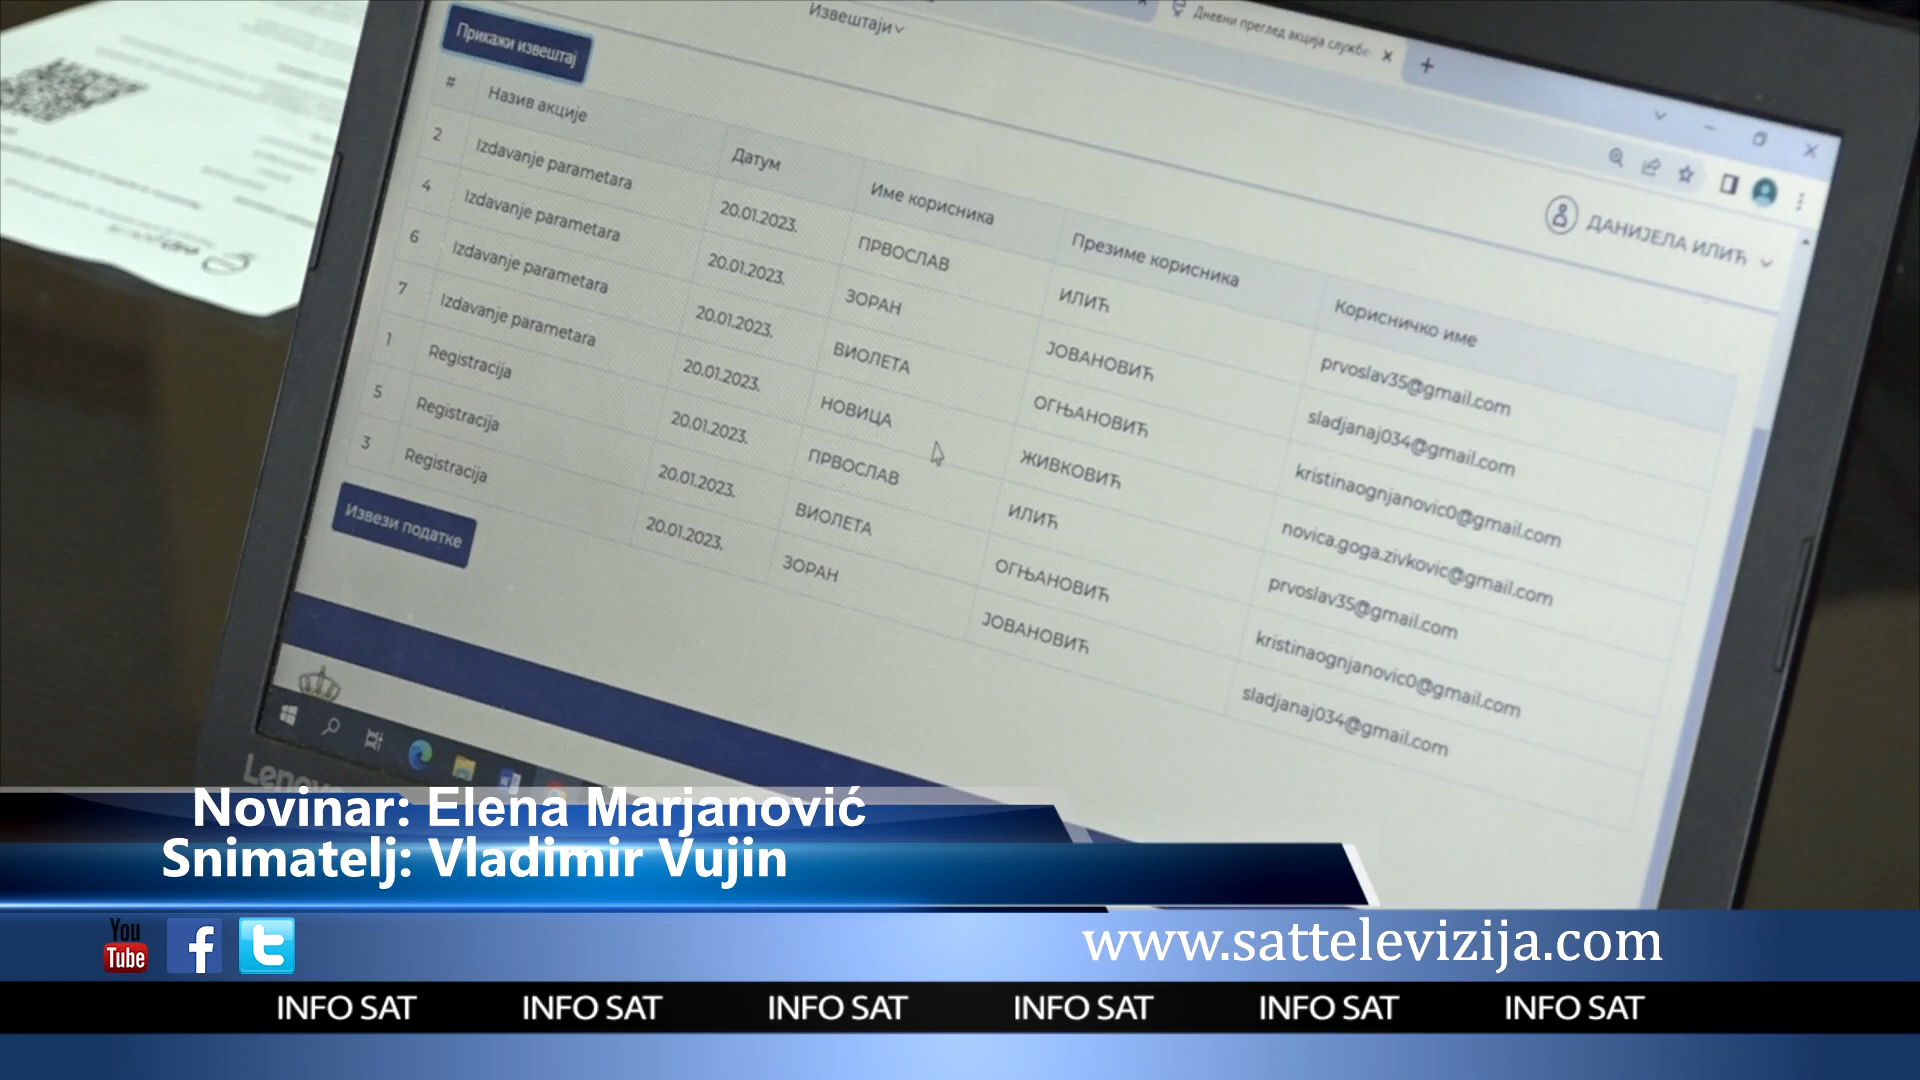 Извештаји
Дневни преглед акција службе
Прикажи извештај
ДАНИЈЕЛА ИЛИЋ
# Назив акције Датум Име корисника Презиме корисника Корисничко име
2 Izdavanje parametara 20.01.2023. ПРВОСЛАВ ИЛИЋ prvoslav35@gmail.com
4 Izdavanje parametara 20.01.2023. ЗОРАН ЈОВАНОВИЋ sladjanaj034@gmail.com
6 Izdavanje parametara 20.01.2023. ВИОЛЕТА ОГЊАНОВИЋ kristinaognjanovic0@gmail.com
7 Izdavanje parametara 20.01.2023. НОВИЦА ЖИВКОВИЋ novica.goga.zivkovic@gmail.com
1 Registracija 20.01.2023. ПРВОСЛАВ ИЛИЋ prvoslav35@gmail.com
5 Registracija 20.01.2023. ВИОЛЕТА ОГЊАНОВИЋ kristinaognjanovic0@gmail.com
3 Registracija 20.01.2023. ЗОРАН ЈОВАНОВИЋ sladjanaj034@gmail.com
Извези податке
Lenovo
Novinar: Elena Marjanović
Snimatelj: Vladimir Vujin
You Tube f t www.sattelevizija.com
INFO SAT INFO SAT INFO SAT INFO SAT INFO SAT INFO SAT